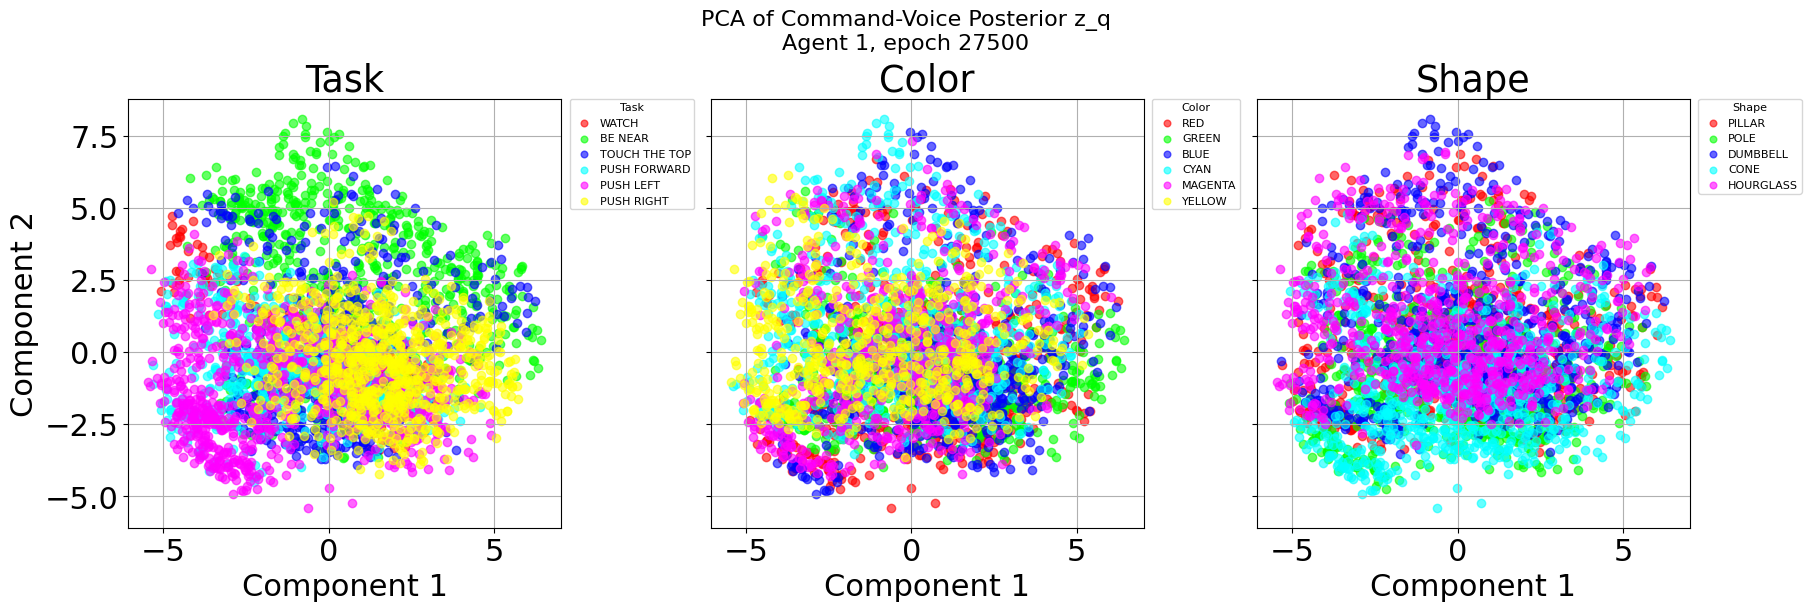 PCA of Command-Voice Posterior z_q
Agent 1, epoch 27500
Task
Color
Shape
Component 2
7.5
5.0
2.5
0.0
−2.5
−5.0
−5
0
5
Component 1
Task
WATCH
BE NEAR
TOUCH THE TOP
PUSH FORWARD
PUSH LEFT
PUSH RIGHT
−5
0
5
Component 1
Color
RED
GREEN
BLUE
CYAN
MAGENTA
YELLOW
−5
0
5
Component 1
Shape
PILLAR
POLE
DUMBBELL
CONE
HOURGLASS